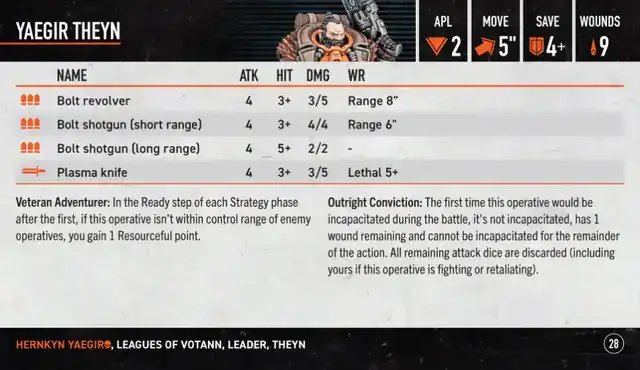 YAEGIR THEYN
APL MOVE SAVE WOUNDS
2 5" 4+ 9
NAME ATK HIT DMG WR
Bolt revolver 4 3+ 3/5 Range 8"
Bolt shotgun (short range) 4 3+ 4/4 Range 6"
Bolt shotgun (long range) 4 5+ 2/2 -
Plasma knife 4 3+ 3/5 Lethal 5+
Veteran Adventurer: In the Ready step of each Strategy phase
after the first, if this operative isn't within control range of enemy
operatives, you gain 1 Resourceful point.
Outright Conviction: The first time this operative would be
incapacitated during the battle, it's not incapacitated, has 1
wound remaining and cannot be incapacitated for the remainder
of the action. All remaining attack dice are discarded (including
yours if this operative is fighting or retaliating).
HERNKYN YAEGIR, LEAGUES OF VOTANN, LEADER, THEYN
28